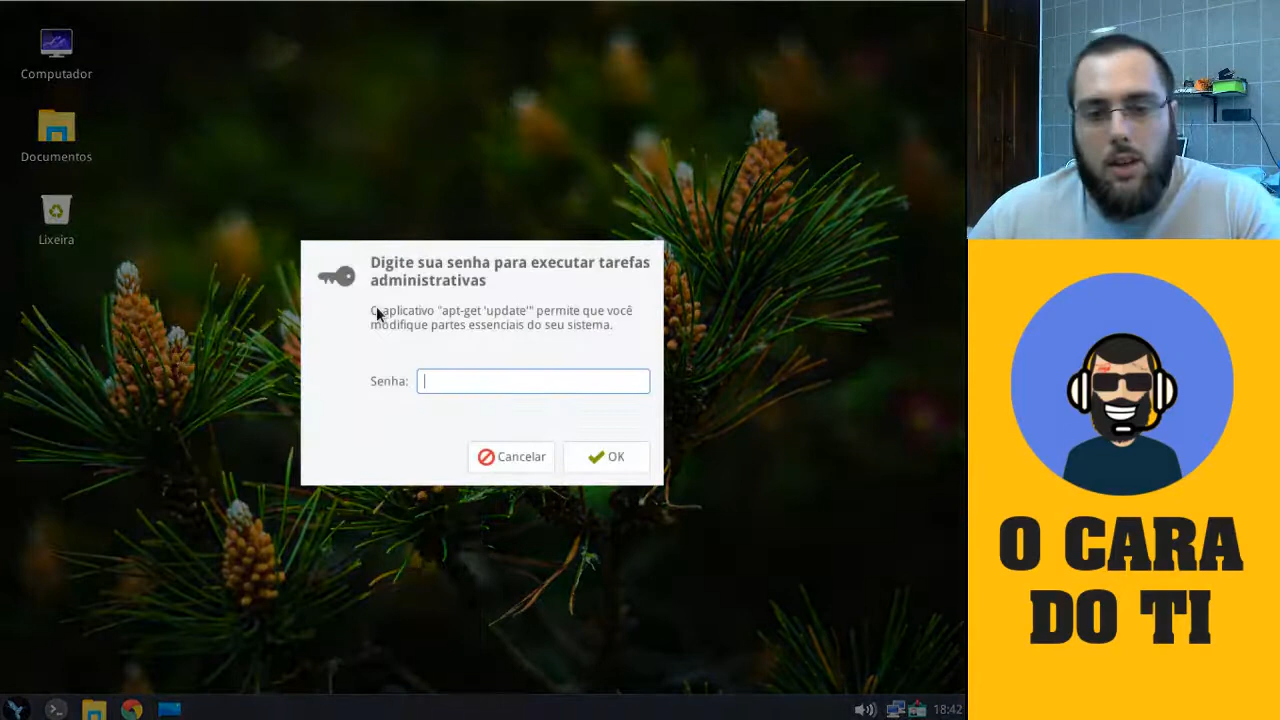 Computador
Documentos
Lixeira
Digite sua senha para executar tarefas
administrativas
O aplicativo "apt-get 'update'" permite que você
modifique partes essenciais do seu sistema.
Senha:
Cancelar
OK
18:42
O CARA
DO TI